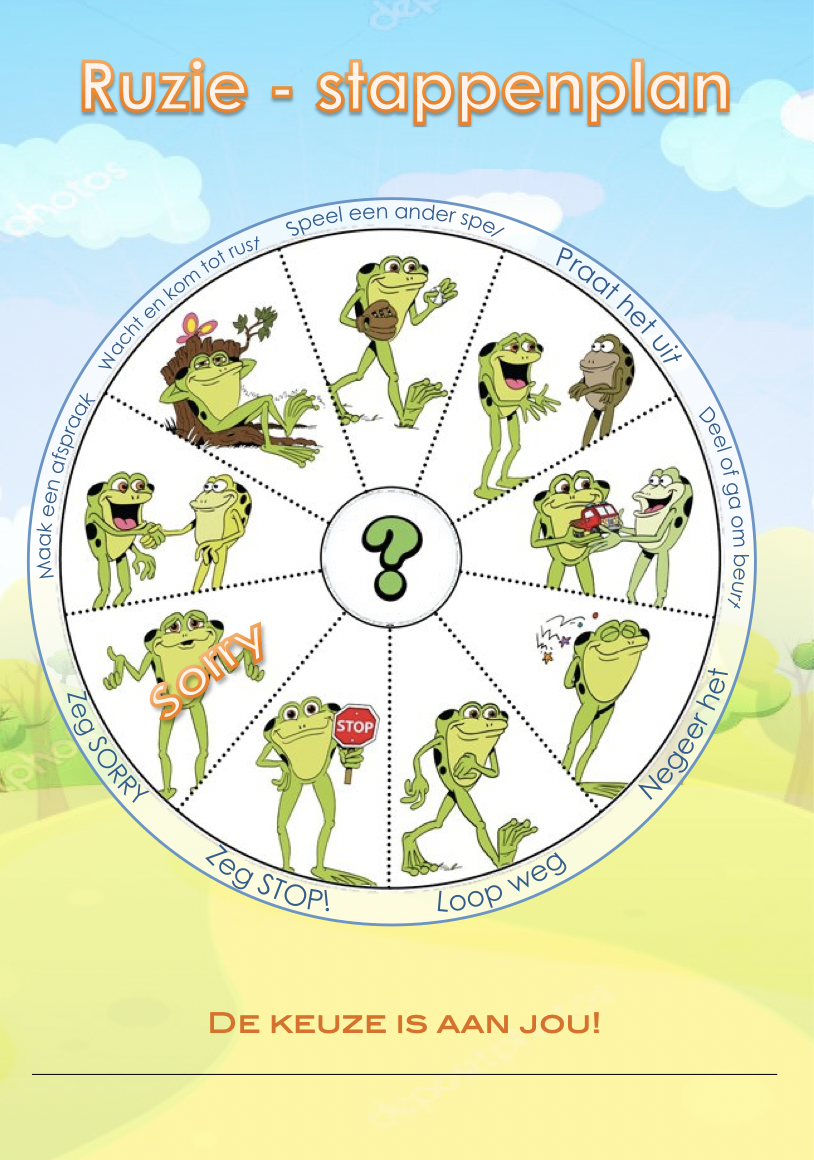 Ruzie - stappenplan
Speel een ander spel
Praat het uit
Deel of ga om beurt
Negeer het
Loop weg
Zeg STOP!
Zeg SORRY
Maak een afspraak
Wacht en kom tot rust
sorry
STOP
?
De keuze is aan jou!
depositphotos